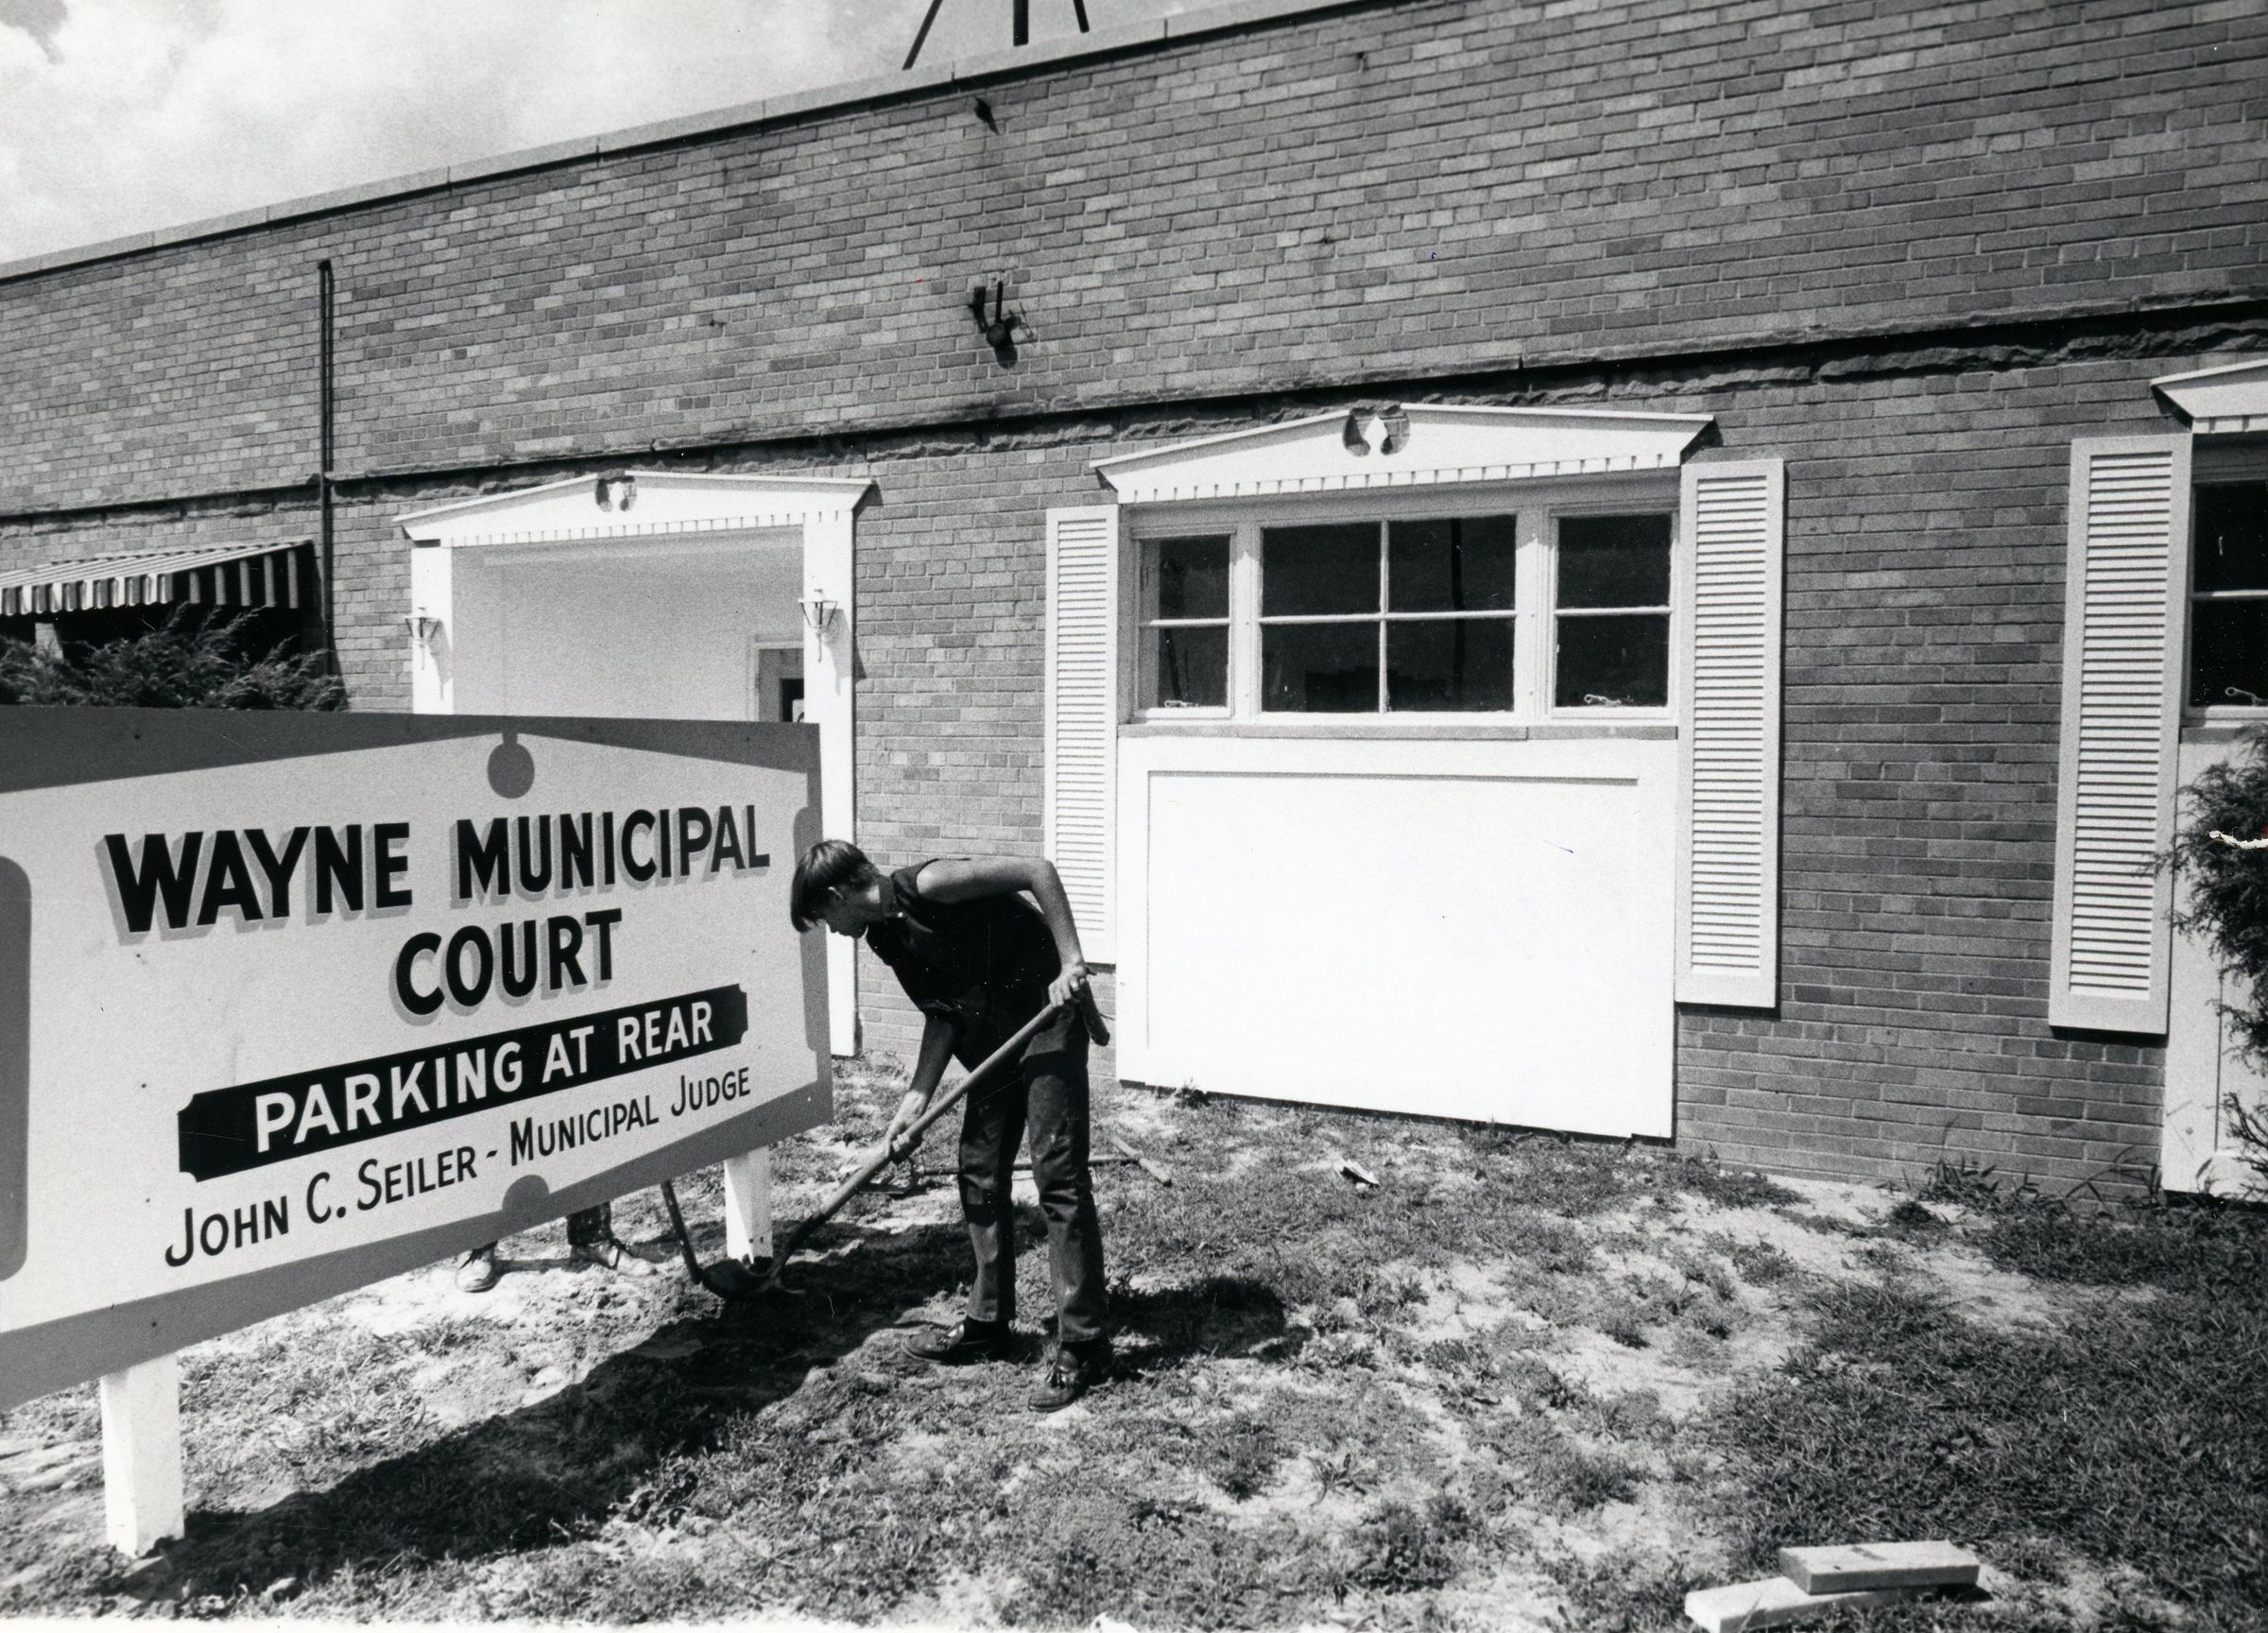 WAYNE MUNICIPAL
COURT
PARKING AT REAR
JOHN C. SEILER - MUNICIPAL JUDGE